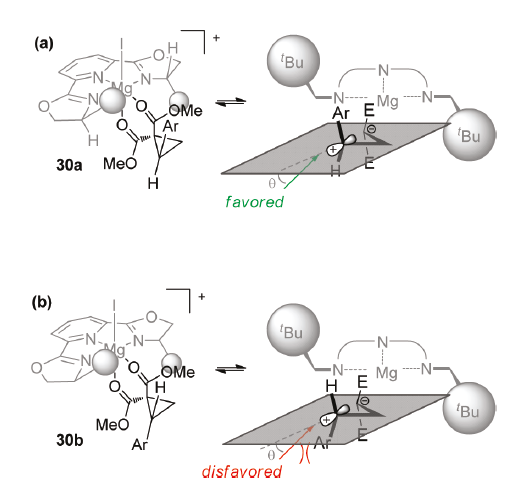 (a)
I
+
O
H
Mg
N
N
N
O
H
O
O
OMe
Ar
MeO
H
30a
tBu
N
N
Mg
N
E
Ar
⊖
tBu
+
E
H
θ
favored
(b)
I
+
O
Mg
N
N
N
O
O
O
OMe
H
MeO
Ar
30b
tBu
N
N
Mg
N
H
E
⊖
tBu
+
Ar
E
θ
disfavored